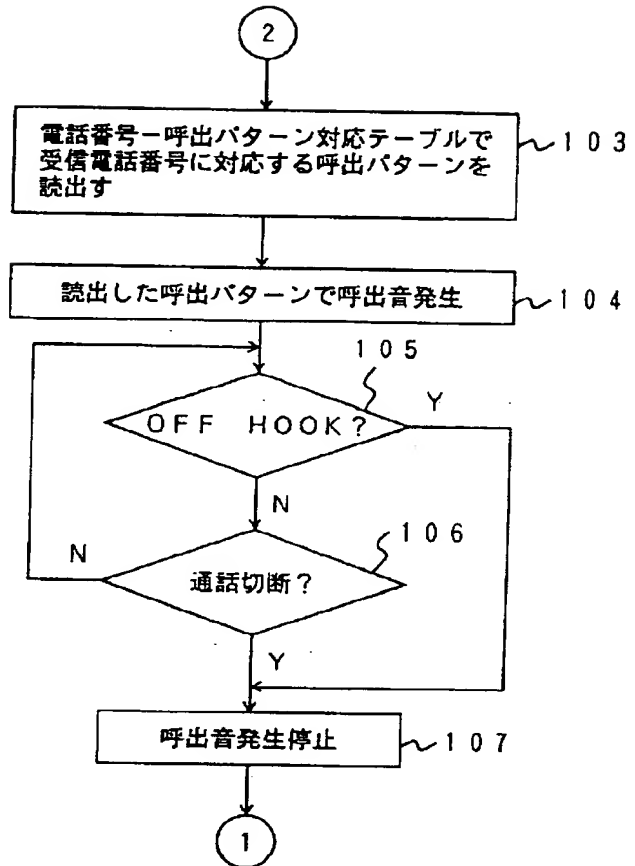 2
電話番号－呼出パターン対応テーブルで
受信電話番号に対応する呼出パターンを
読出す
103
読出した呼出パターンで呼出音発生
104
105
OFF HOOK?
Y
N
106
N
通話切断？
Y
呼出音発生停止
107
1